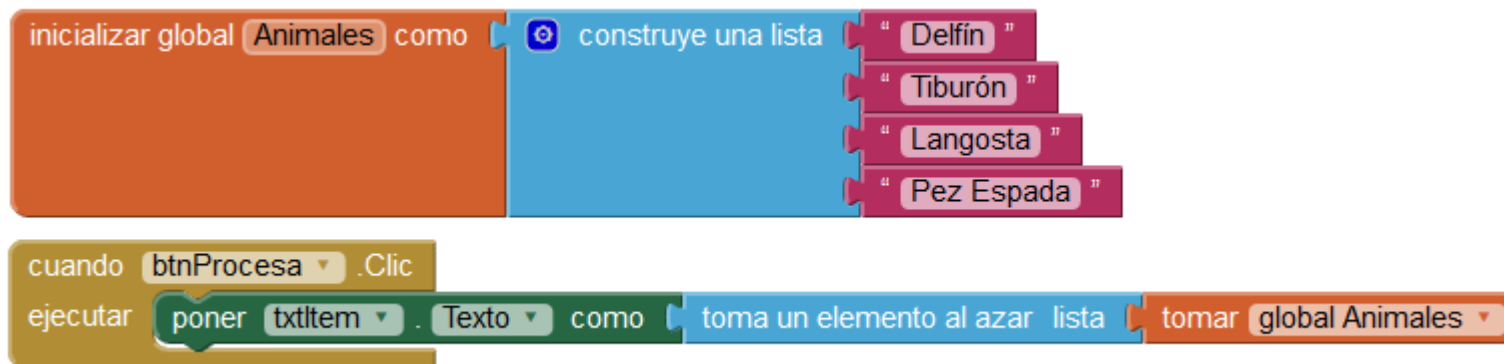 inicializar global Animales como construye una lista “ Delfín ”
“ Tiburón ”
“ Langosta ”
“ Pez Espada ”
cuando btnProcesa .Clic
ejecutar poner txtItem . Texto como toma un elemento al azar lista tomar global Animales